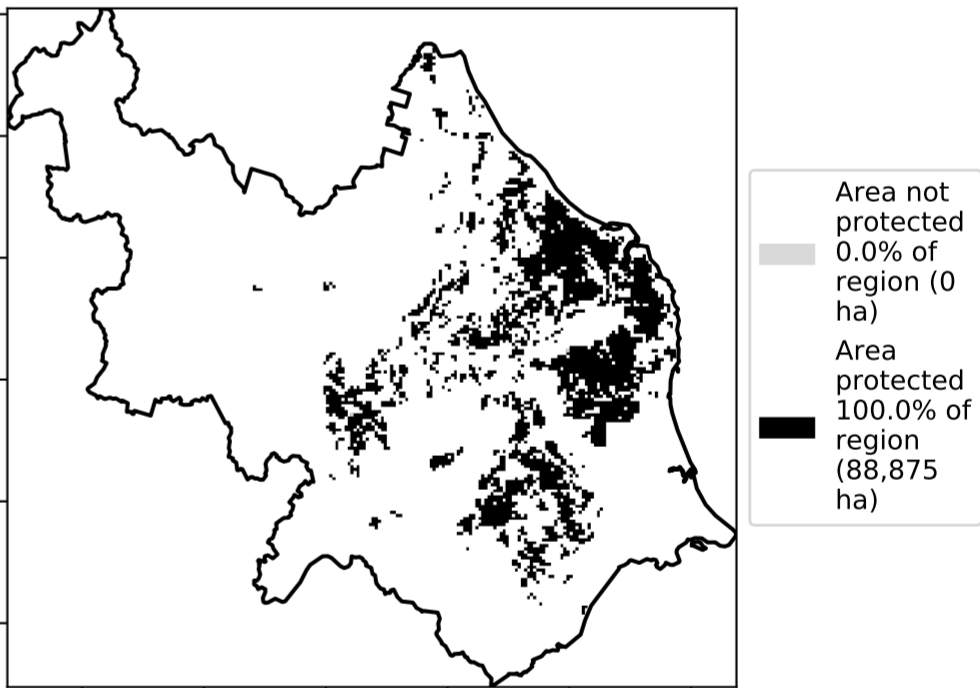 Area not
protected
0.0% of
region (0
ha)
Area
protected
100.0% of
region
(88,875
ha)